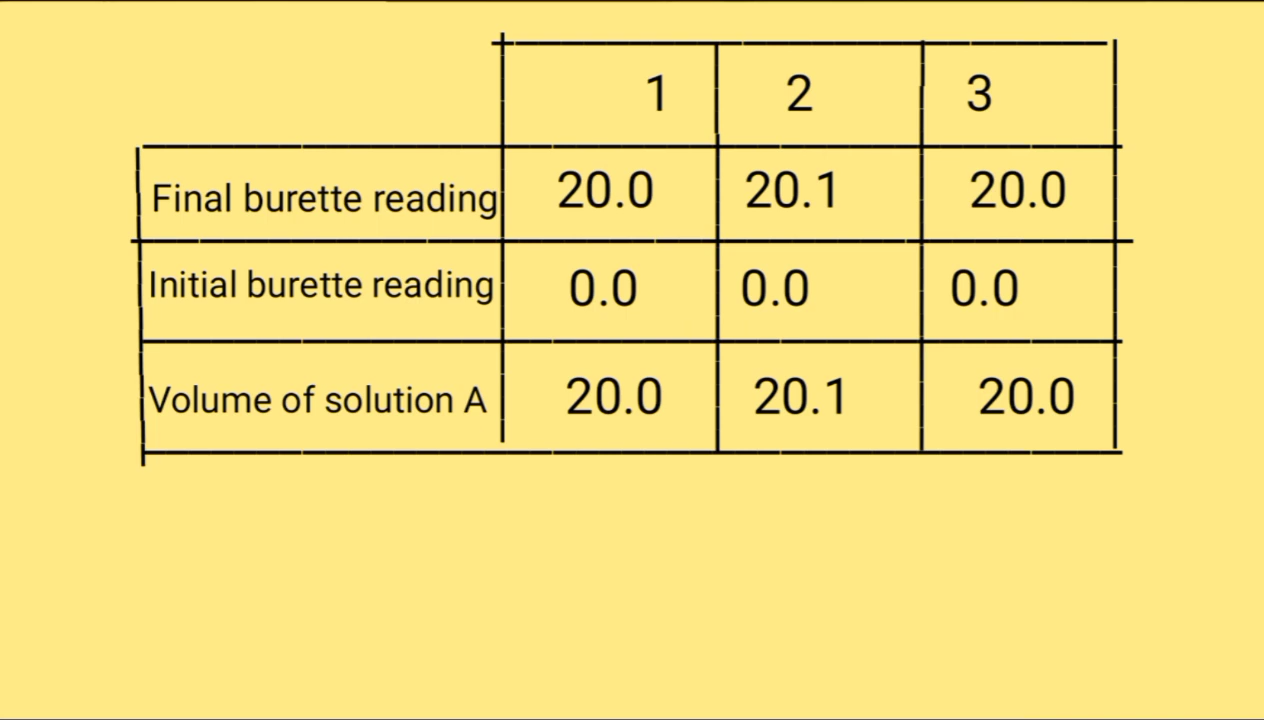 1 2 3
Final burette reading 20.0 20.1 20.0
Initial burette reading 0.0 0.0 0.0
Volume of solution A 20.0 20.1 20.0